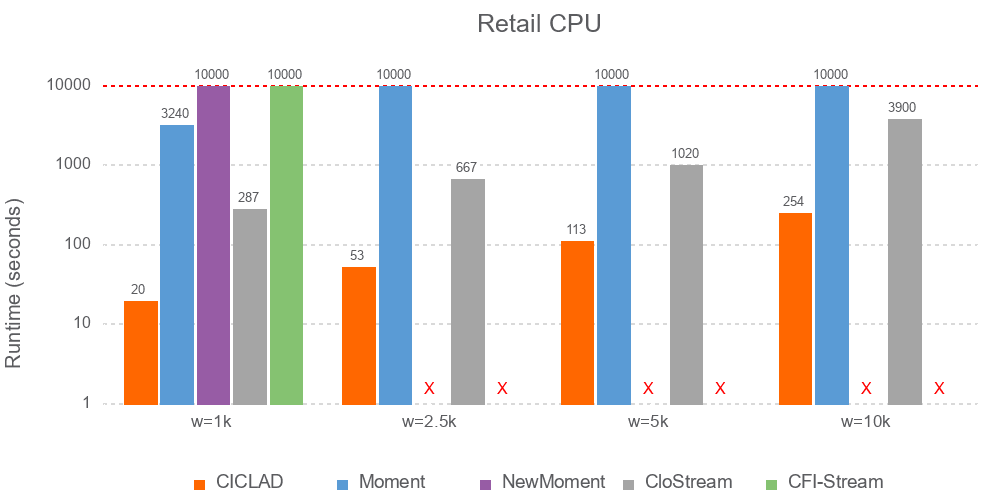 Retail CPU
Runtime (seconds)
10000
1000
100
10
1
20 3240 10000 287 10000
53 10000 X 667 X
113 10000 X 1020 X
254 10000 X 3900 X
w=1k w=2.5k w=5k w=10k
CICLAD Moment NewMoment CloStream CFI-Stream